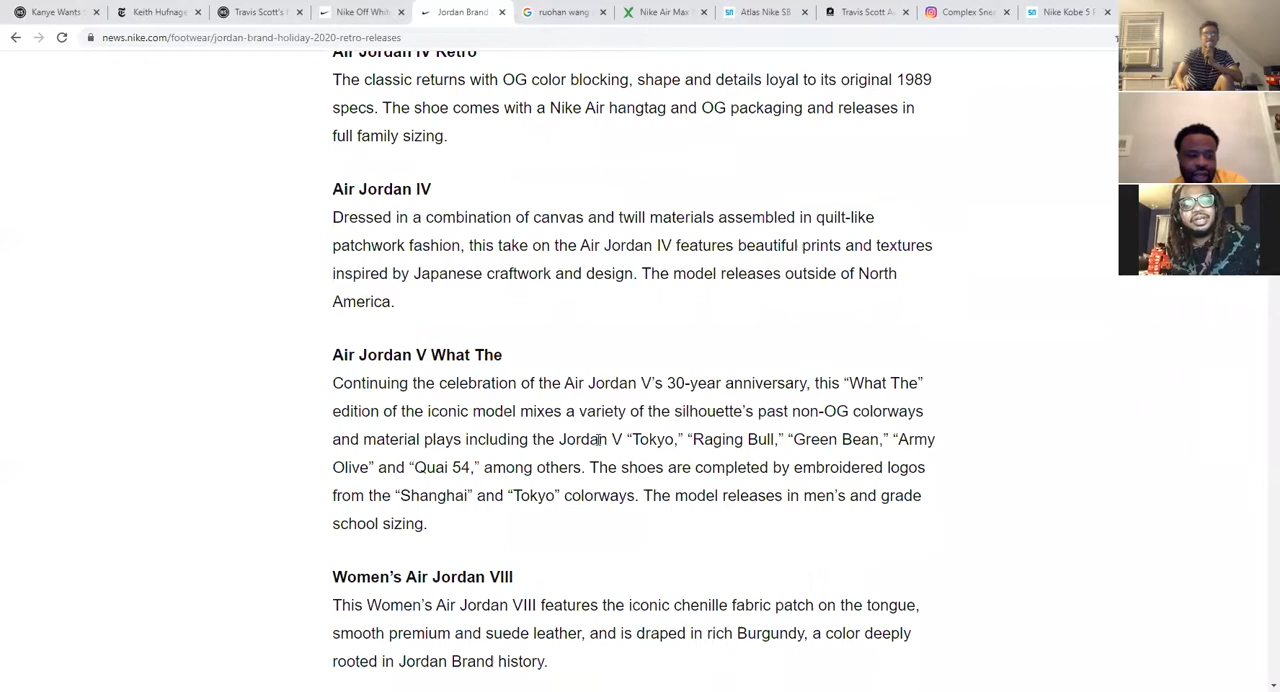 Kanye Wants
Keith Hufnage
Travis Scott's
Nike Off Whit
Jordan Brand
ruohan wang
Nike Air Max
Atlas Nike SB
Travis Scott A
Complex Sne
Nike Kobe 5 P
news.nike.com/footwear/jordan-brand-holiday-2020-retro-releases
Air Jordan IV Retro
The classic returns with OG color blocking, shape and details loyal to its original 1989
specs. The shoe comes with a Nike Air hangtag and OG packaging and releases in
full family sizing.
Air Jordan IV
Dressed in a combination of canvas and twill materials assembled in quilt-like
patchwork fashion, this take on the Air Jordan IV features beautiful prints and textures
inspired by Japanese craftwork and design. The model releases outside of North
America.
Air Jordan V What The
Continuing the celebration of the Air Jordan V’s 30-year anniversary, this “What The”
edition of the iconic model mixes a variety of the silhouette’s past non-OG colorways
and material plays including the Jordan V “Tokyo,” “Raging Bull,” “Green Bean,” “Army
Olive” and “Quai 54,” among others. The shoes are completed by embroidered logos
from the “Shanghai” and “Tokyo” colorways. The model releases in men’s and grade
school sizing.
Women’s Air Jordan VIII
This Women’s Air Jordan VIII features the iconic chenille fabric patch on the tongue,
smooth premium and suede leather, and is draped in rich Burgundy, a color deeply
rooted in Jordan Brand history.